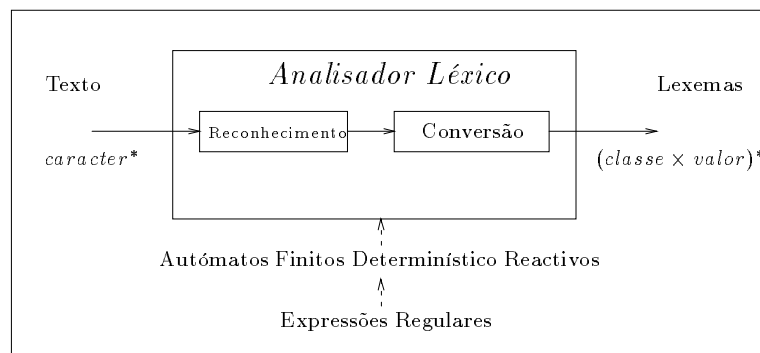 Analisador Léxico
Texto
Lexemas
Reconhecimento
Conversão
caracter*
(classe × valor)*
Autómatos Finitos Determinístico Reactivos
Expressões Regulares